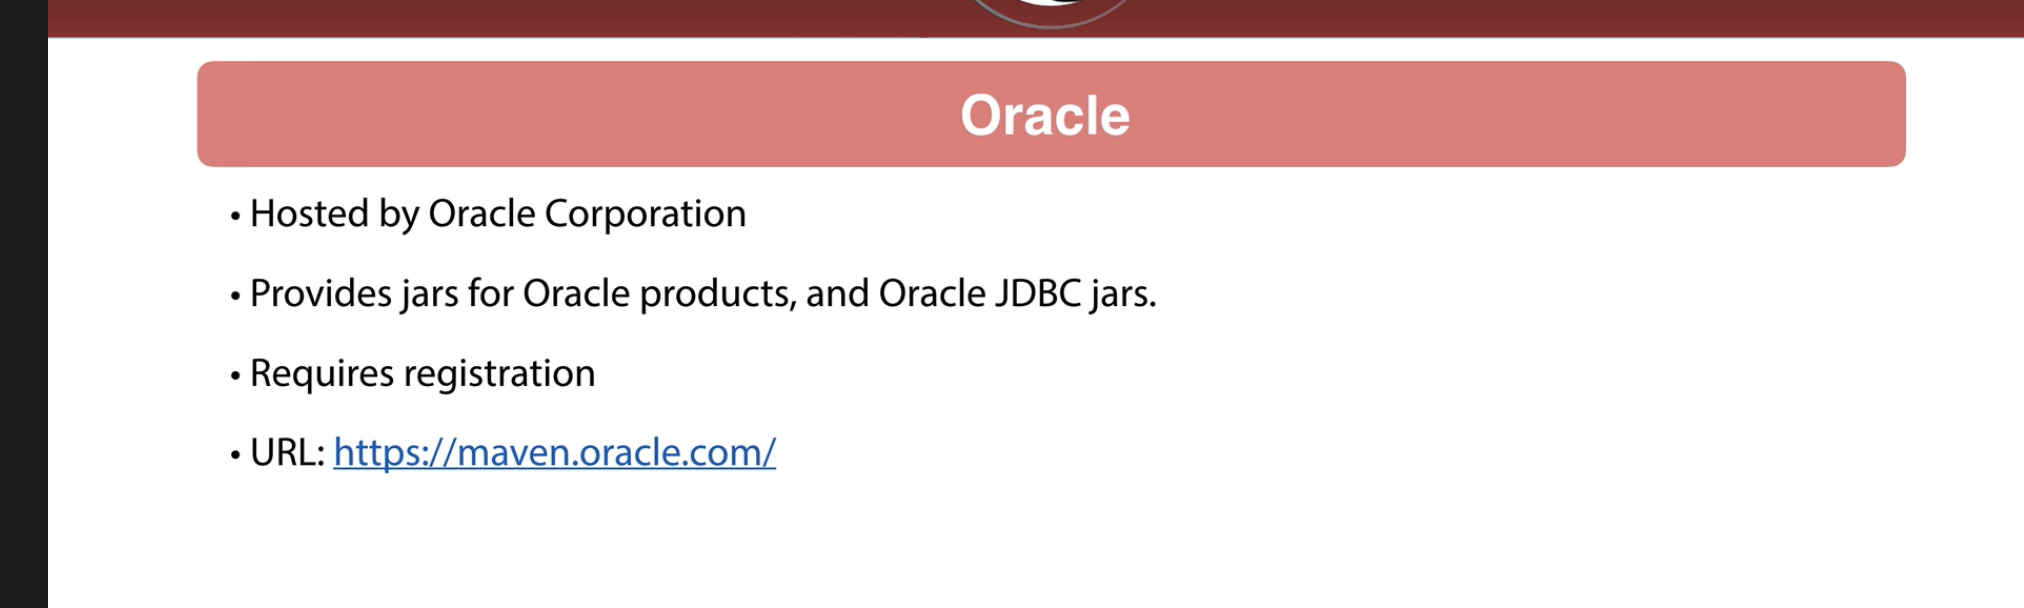 Oracle
• Hosted by Oracle Corporation
• Provides jars for Oracle products, and Oracle JDBC jars.
• Requires registration
• URL: https://maven.oracle.com/